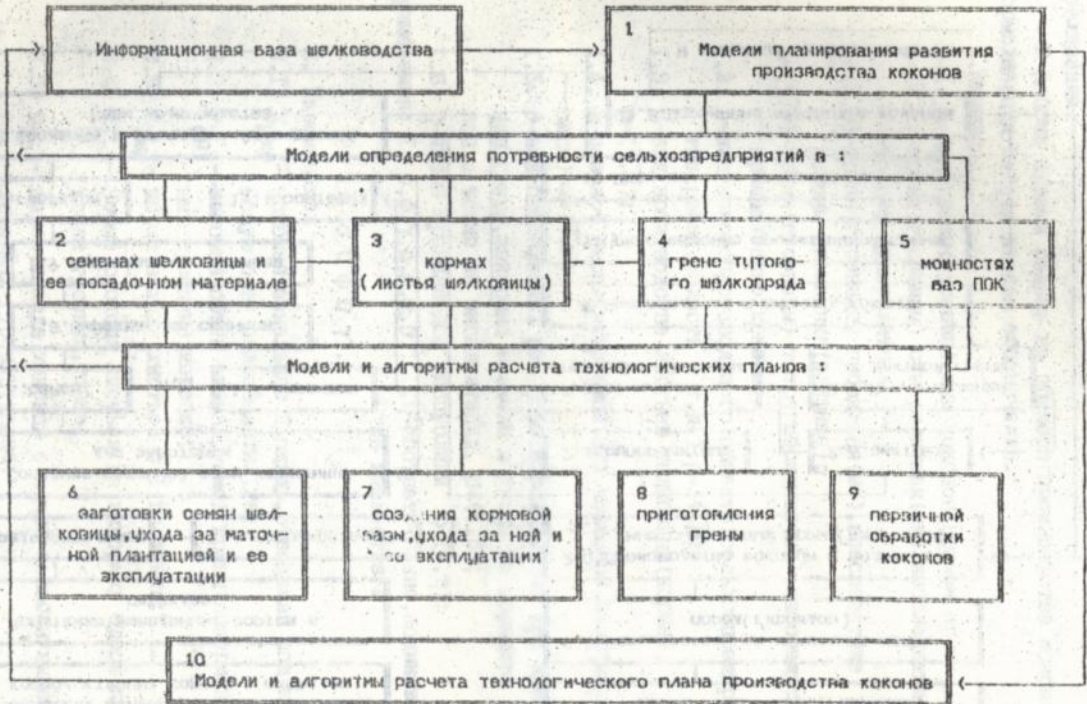 Информационная база шелководства
1
Модели планирования развития
производства коконов
Модели определения потребности сельхозпредприятий в :
2
семенах шелковицы и
ее посадочном материале
3
кормах
(листья шелковицы)
4
грене тутово-
го шелкопряда
5
мощностях
баз ПОК
Модели и алгоритмы расчета технологических планов :
6
заготовки семян шел-
ковицы,ухода за маточ-
ной плантацией и ее
эксплуатации
7
кормовой
базы,ухода за ней и
эксплуатации
8
приготовления
грены
9
первичной
обработки
коконов
10
Модели и алгоритмы расчета технологического плана производства коконов